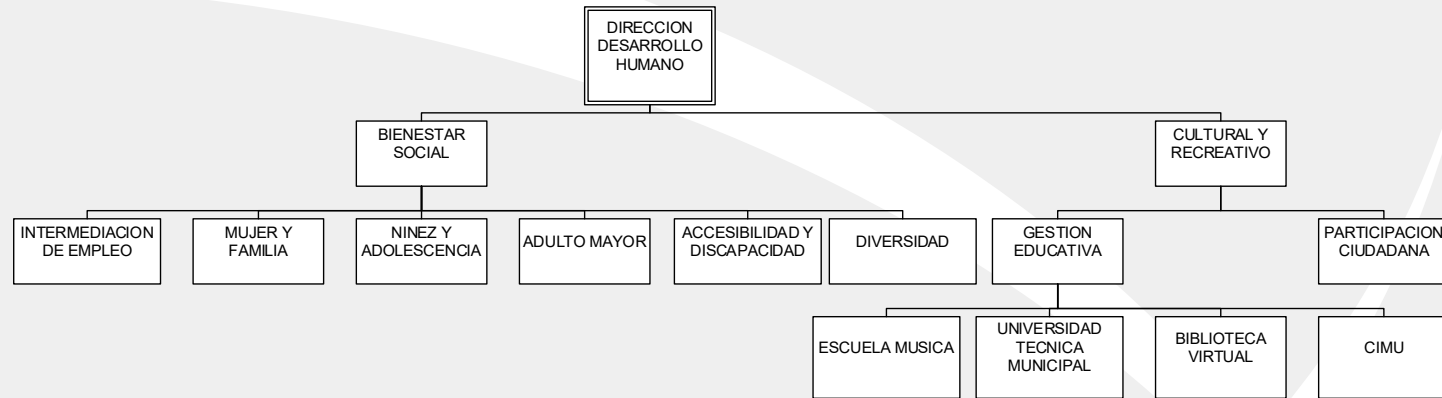 DIRECCION
DESARROLLO
HUMANO
BIENESTAR
SOCIAL
CULTURAL Y
RECREATIVO
INTERMEDIACION
DE EMPLEO
MUJER Y
FAMILIA
NINEZ Y
ADOLESCENCIA
ADULTO MAYOR
ACCESIBILIDAD Y
DISCAPACIDAD
DIVERSIDAD
GESTION
EDUCATIVA
PARTICIPACION
CIUDADANA
ESCUELA MUSICA
UNIVERSIDAD
TECNICA
MUNICIPAL
BIBLIOTECA
VIRTUAL
CIMU